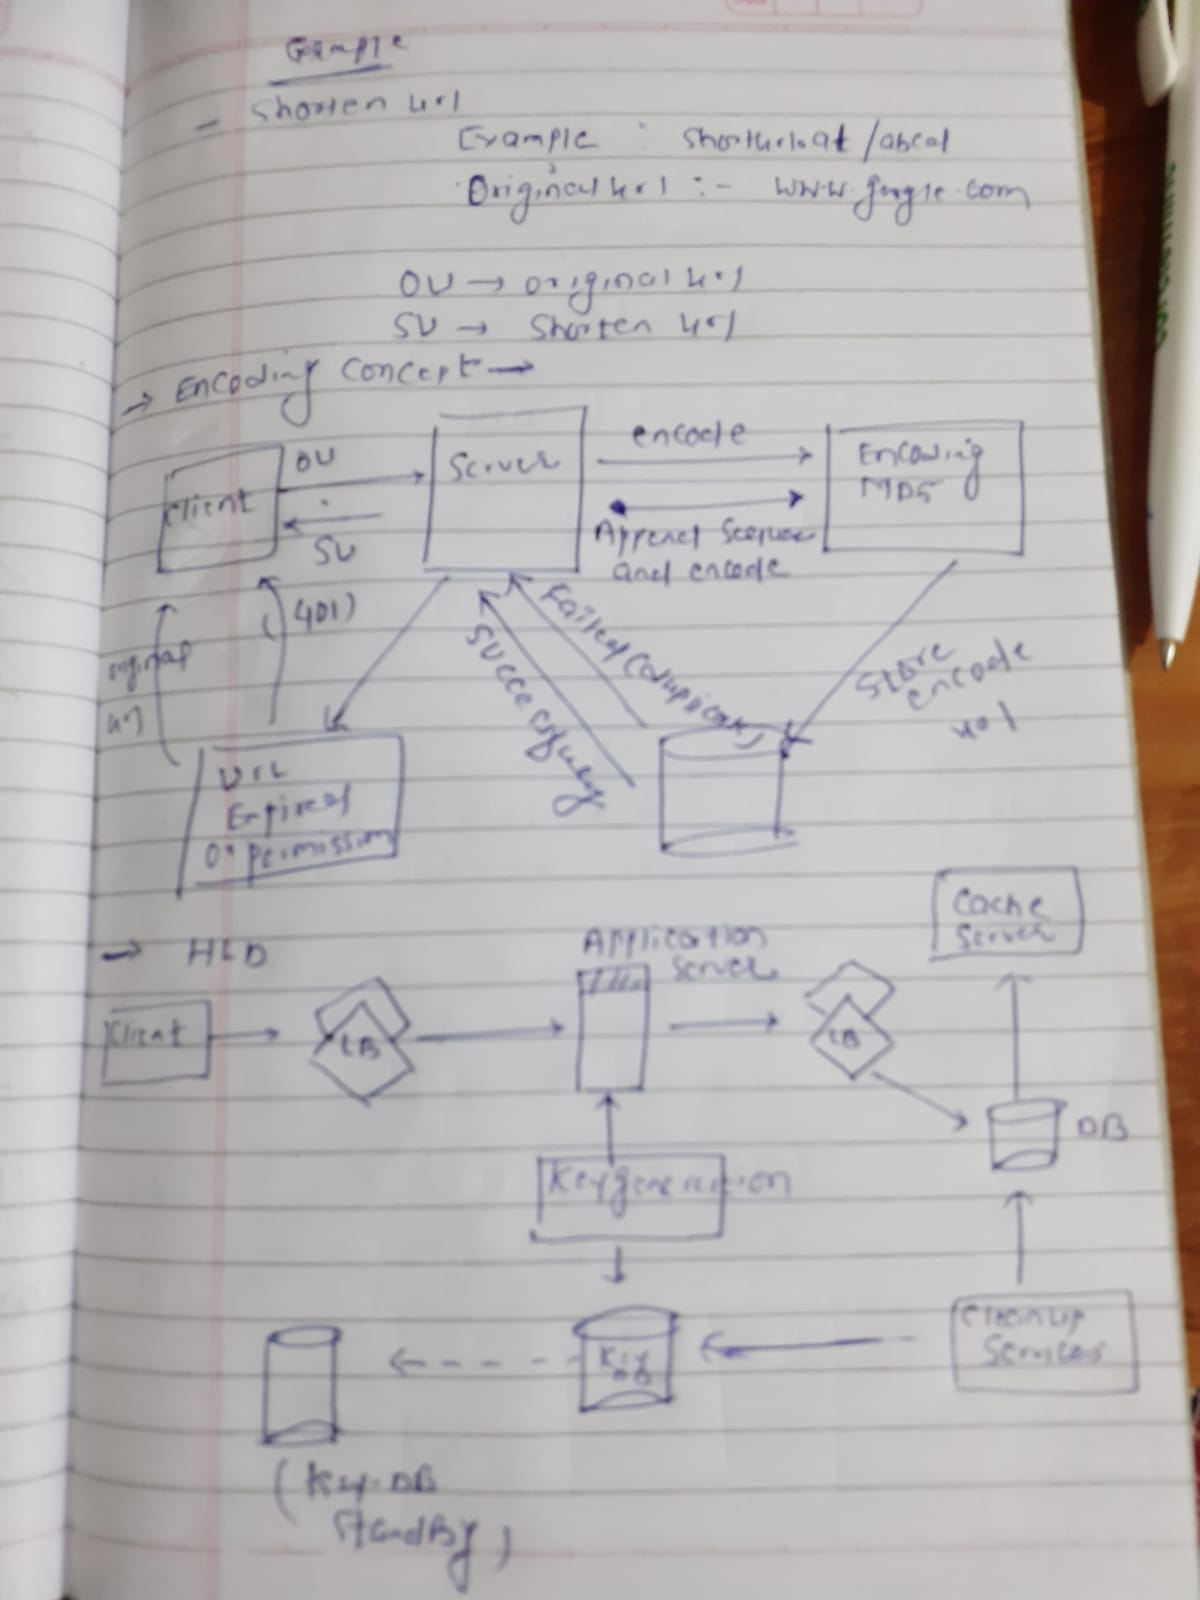 Example
- Shorten url
Example : shorturl.at/abcd
Original url :- www.google.com
OU → original url
SU → Shorten url
→ Encoding Concept →
Client
OU
SU
Server
encode
Append Sequence
and encode
Encoding
MD5
original
url
(401)
Successfully
Failed (Duplicate)
Store
encode
url
URL
Expired
Or permission
→ HLD
Client
LB
Application
Server
LB
Cache
Server
DB
Key generation
Key
DB
Cleanup
Services
(Key-DB
StandBy)